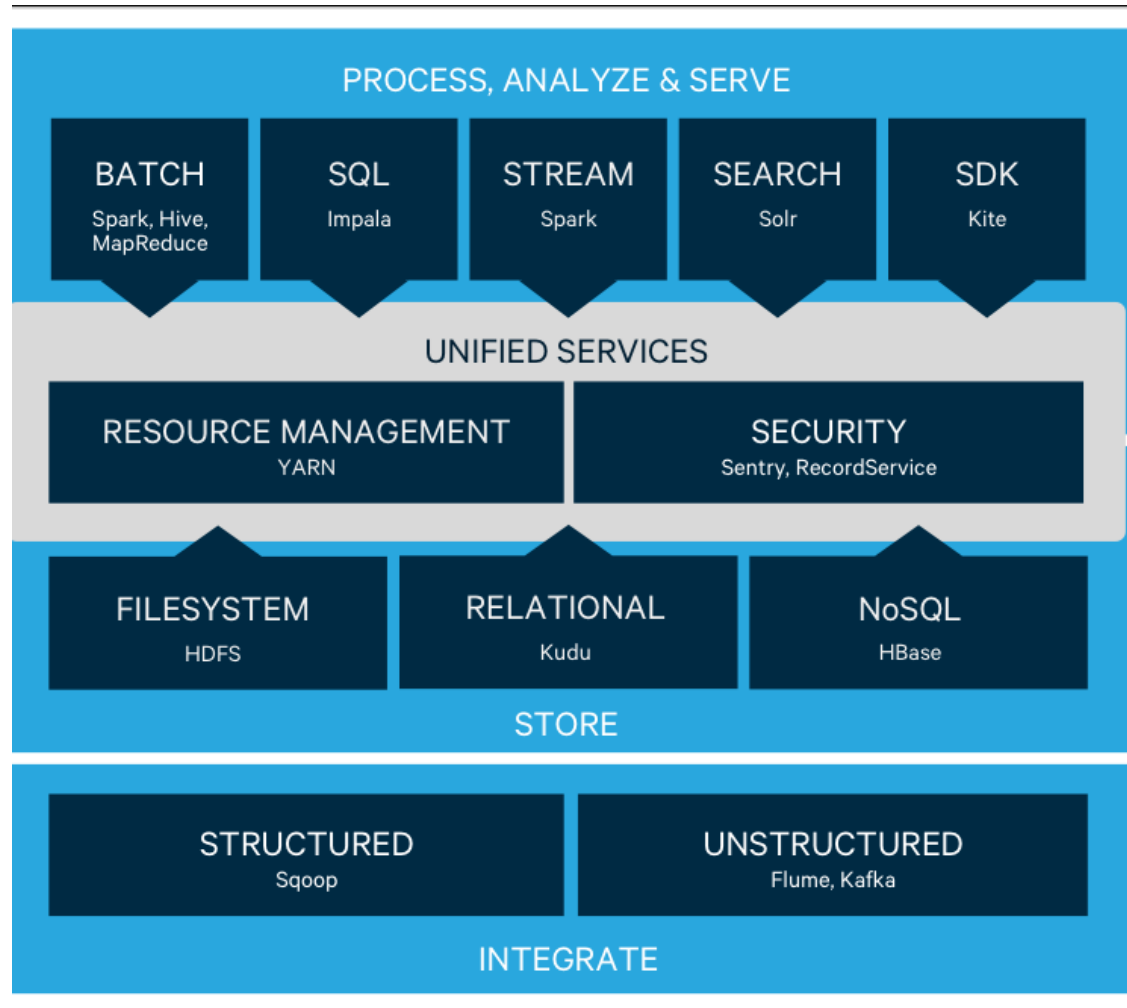 PROCESS, ANALYZE & SERVE
BATCH
Spark, Hive,
MapReduce
SQL
Impala
STREAM
Spark
SEARCH
Solr
SDK
Kite
UNIFIED SERVICES
RESOURCE MANAGEMENT
YARN
SECURITY
Sentry, RecordService
FILESYSTEM
HDFS
RELATIONAL
Kudu
NoSQL
HBase
STORE
STRUCTURED
Sqoop
UNSTRUCTURED
Flume, Kafka
INTEGRATE